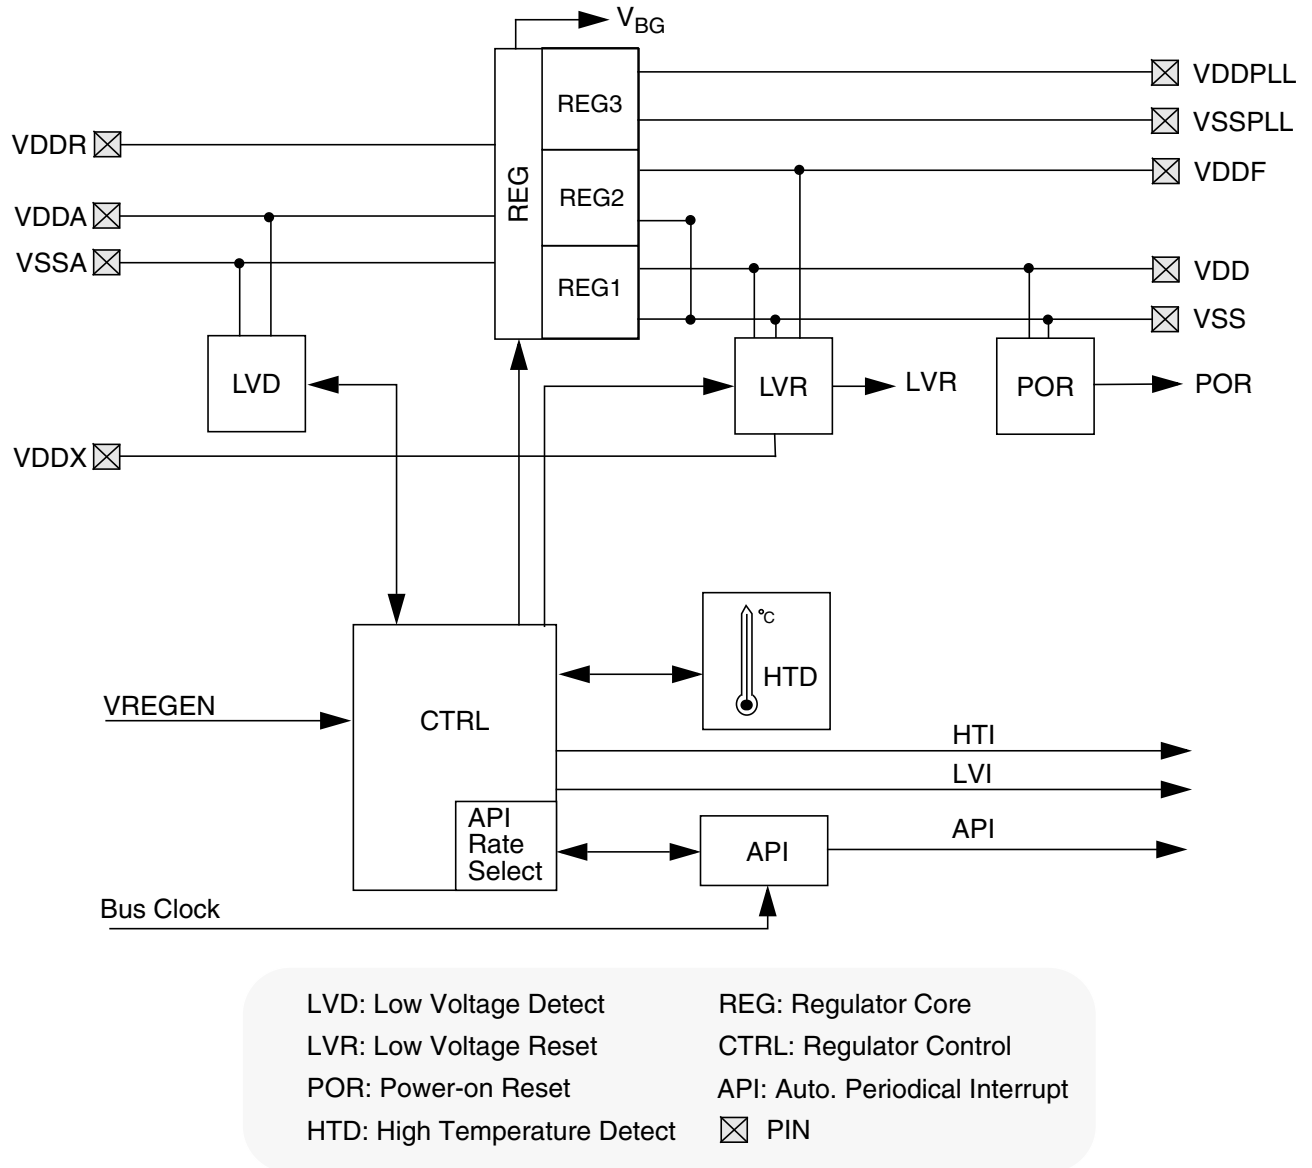 VBG
REG3
VDDPLL
VSSPLL
VDDR
REG
REG2
VDDF
VDDA
VSSA
REG1
VDD
VSS
LVD
LVR
LVR
POR
POR
VDDX
°C
HTD
VREGEN
CTRL
HTI
LVI
API
Rate
Select
API
API
Bus Clock
LVD: Low Voltage Detect
LVR: Low Voltage Reset
POR: Power-on Reset
HTD: High Temperature Detect
REG: Regulator Core
CTRL: Regulator Control
API: Auto. Periodical Interrupt
PIN